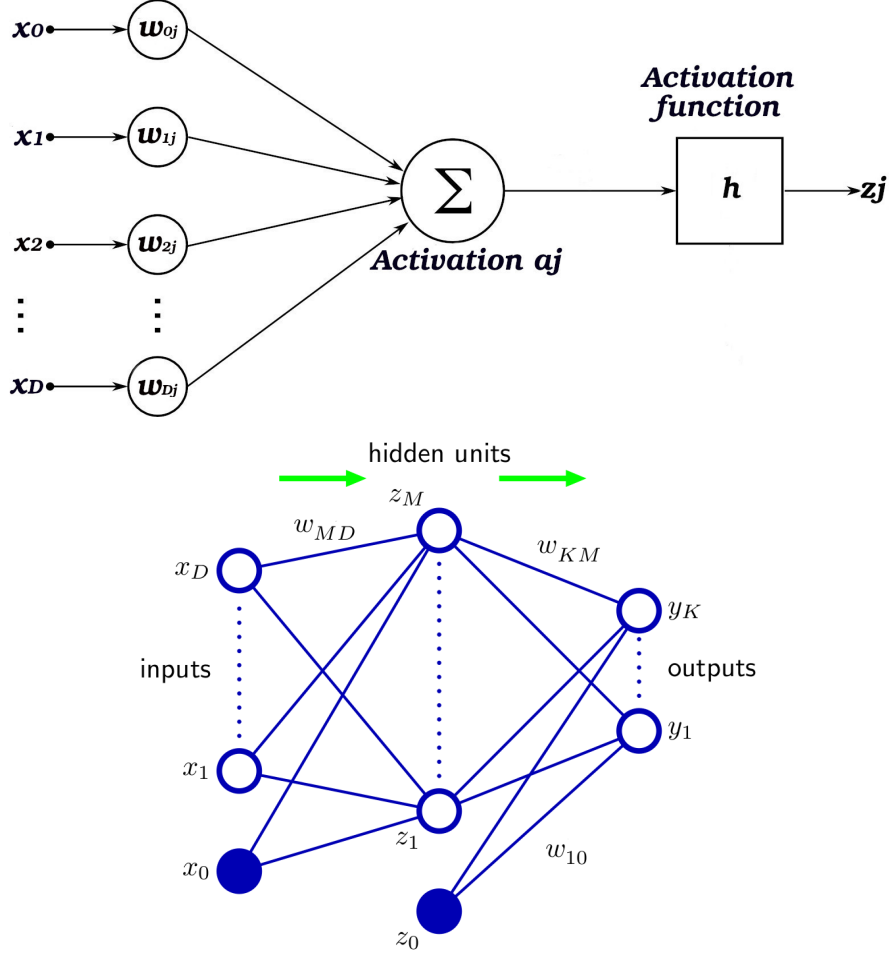 x0
w0j
x1
w1j
x2
w2j
xD
wDj
Σ
Activation aj
Activation
function
h
zj
hidden units
zM
wMD
wKM
xD
yK
inputs
outputs
x1
y1
z1
x0
w10
z0